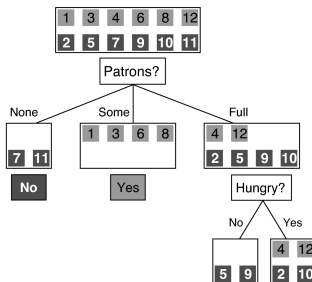 1 3 4 6 8 12
2 5 7 9 10 11
Patrons?
None Some Full
1 3 6 8 4 12
7 11 2 5 9 10
No Yes Hungry?
No Yes
4 12
5 9 2 10